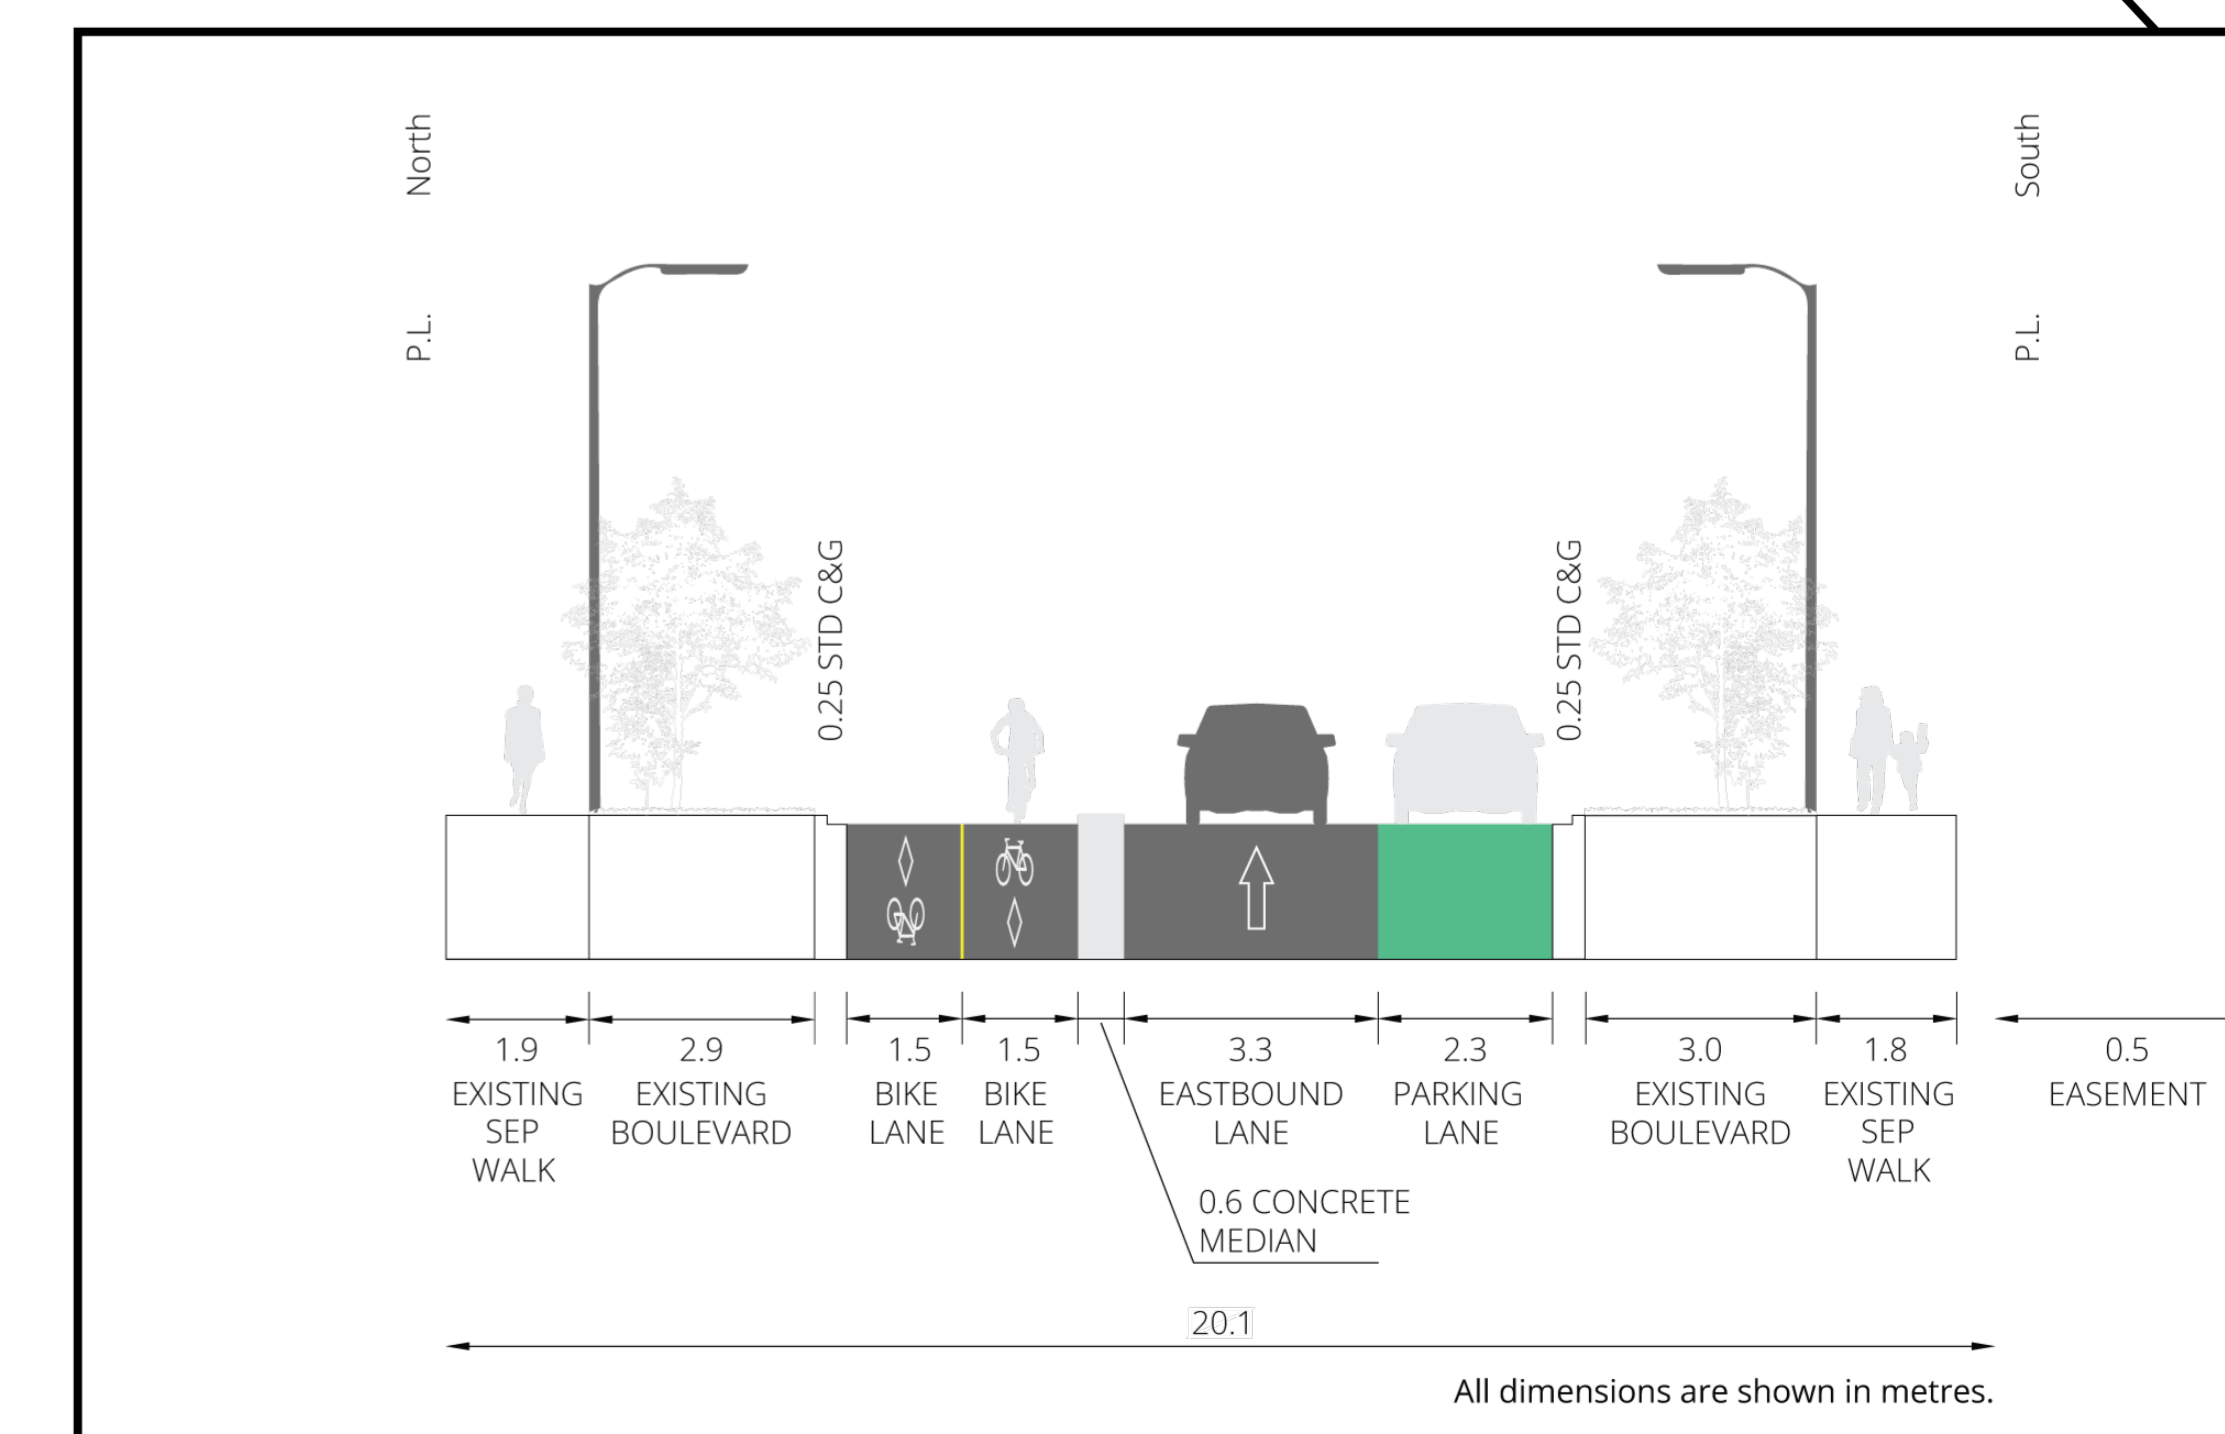 North
South
P.L.
P.L.
0.25 STD C&G
0.25 STD C&G
1.9
EXISTING
SEP
WALK
2.9
EXISTING
BOULEVARD
1.5
BIKE
LANE
1.5
BIKE
LANE
3.3
EASTBOUND
LANE
2.3
PARKING
LANE
3.0
EXISTING
BOULEVARD
1.8
EXISTING
SEP
WALK
0.5
EASEMENT
0.6 CONCRETE
MEDIAN
20.1
All dimensions are shown in metres.